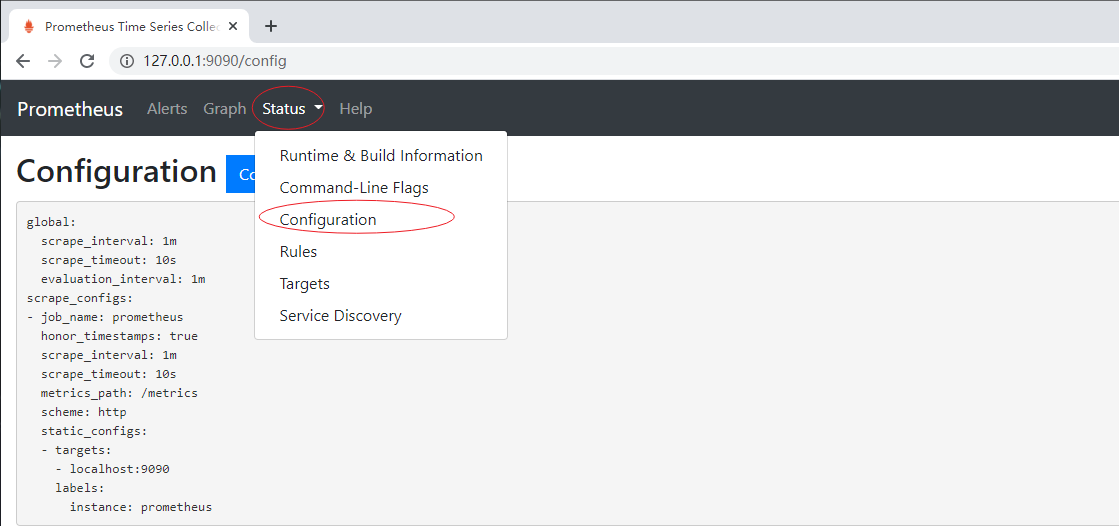 Prometheus Time Series Collec
127.0.0.1:9090/config
Prometheus Alerts Graph Status Help
Runtime & Build Information
Command-Line Flags
Configuration
Rules
Targets
Service Discovery
Configuration Co
global:
  scrape_interval: 1m
  scrape_timeout: 10s
  evaluation_interval: 1m
scrape_configs:
- job_name: prometheus
  honor_timestamps: true
  scrape_interval: 1m
  scrape_timeout: 10s
  metrics_path: /metrics
  scheme: http
  static_configs:
  - targets:
    - localhost:9090
    labels:
      instance: prometheus